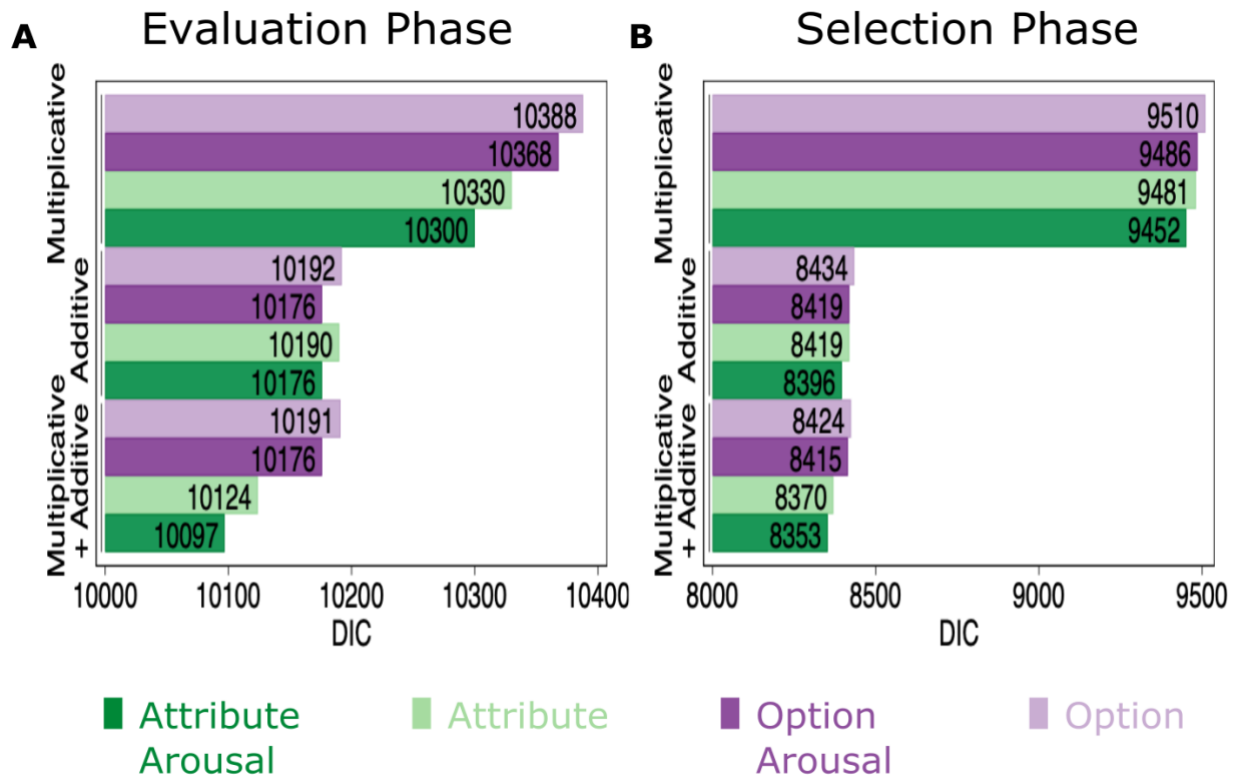 A
Evaluation Phase
Multiplicative
10388
10368
10330
10300
Additive
10192
10176
10190
10176
Multiplicative
+ Additive
10191
10176
10124
10097
10000 10100 10200 10300 10400
DIC
B
Selection Phase
Multiplicative
9510
9486
9481
9452
Additive
8434
8419
8419
8396
Multiplicative
+ Additive
8424
8415
8370
8353
8000 8500 9000 9500
DIC
Attribute
Arousal
Attribute
Option
Arousal
Option